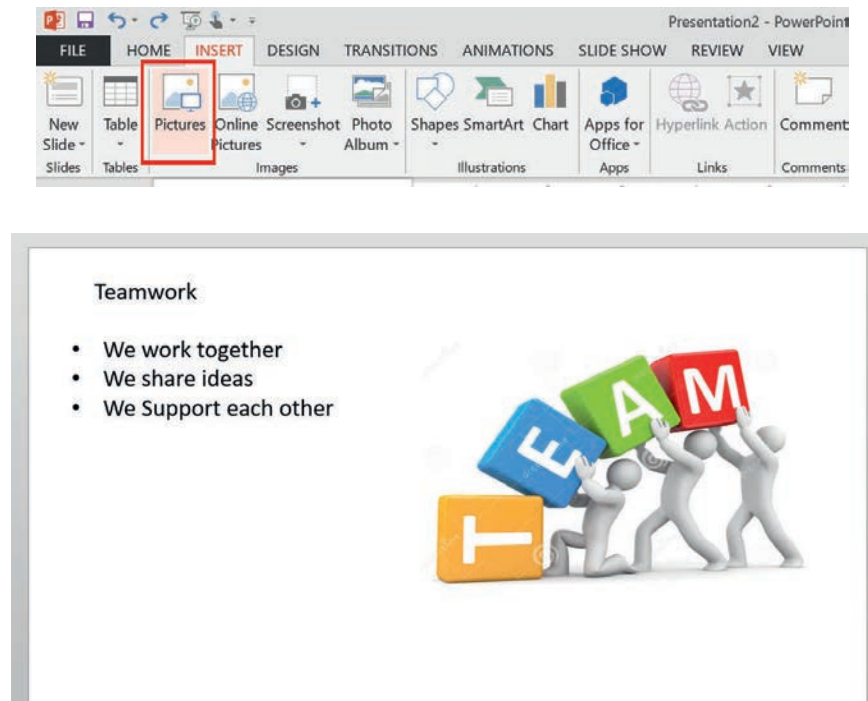 Presentation2 - PowerPoint
FILE HOME INSERT DESIGN TRANSITIONS ANIMATIONS SLIDE SHOW REVIEW VIEW
New Table Pictures Online Screenshot Photo Shapes SmartArt Chart Apps for Hyperlink Action Comment
Slide Pictures Album Office
Slides Tables Images Illustrations Apps Links Comments
Teamwork
• We work together
• We share ideas
• We Support each other
T E A M